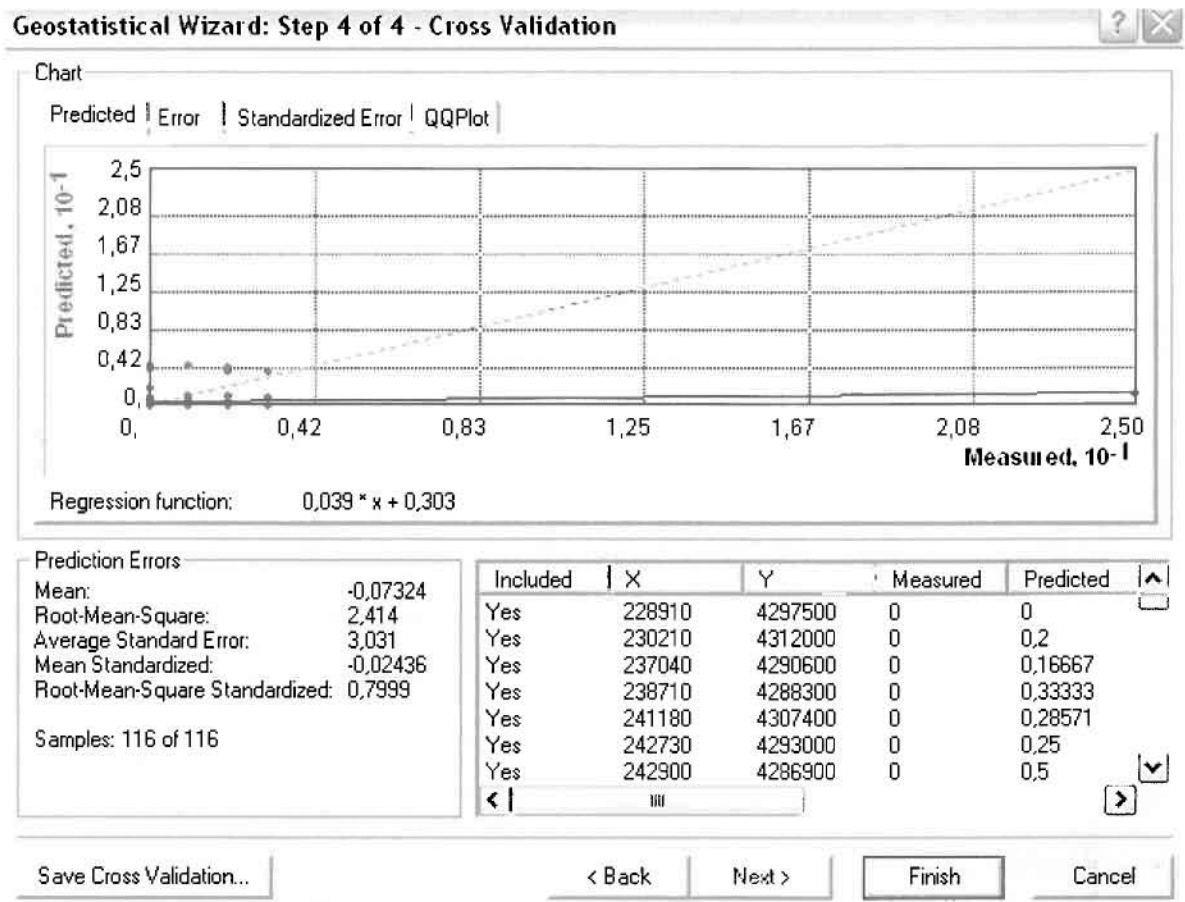 Geostatistical Wizard: Step 4 of 4 - Cross Validation
Chart
Predicted Error Standardized Error QQPlot
Predicted, 10-1
2,5
2,08
1,67
1,25
0,83
0,42
0,
0, 0,42 0,83 1,25 1,67 2,08 2,50
Measured, 10-1
Regression function: 0,039 * x + 0,303
Prediction Errors
Mean: -0,07324
Root-Mean-Square: 2,414
Average Standard Error: 3,031
Mean Standardized: -0,02436
Root-Mean-Square Standardized: 0,7999
Samples: 116 of 116
Included X Y Measured Predicted
Yes 228910 4297500 0 0
Yes 230210 4312000 0 0,2
Yes 237040 4290600 0 0,16667
Yes 238710 4288300 0 0,33333
Yes 241180 4307400 0 0,28571
Yes 242730 4293000 0 0,25
Yes 242900 4286900 0 0,5
Save Cross Validation... < Back Next > Finish Cancel